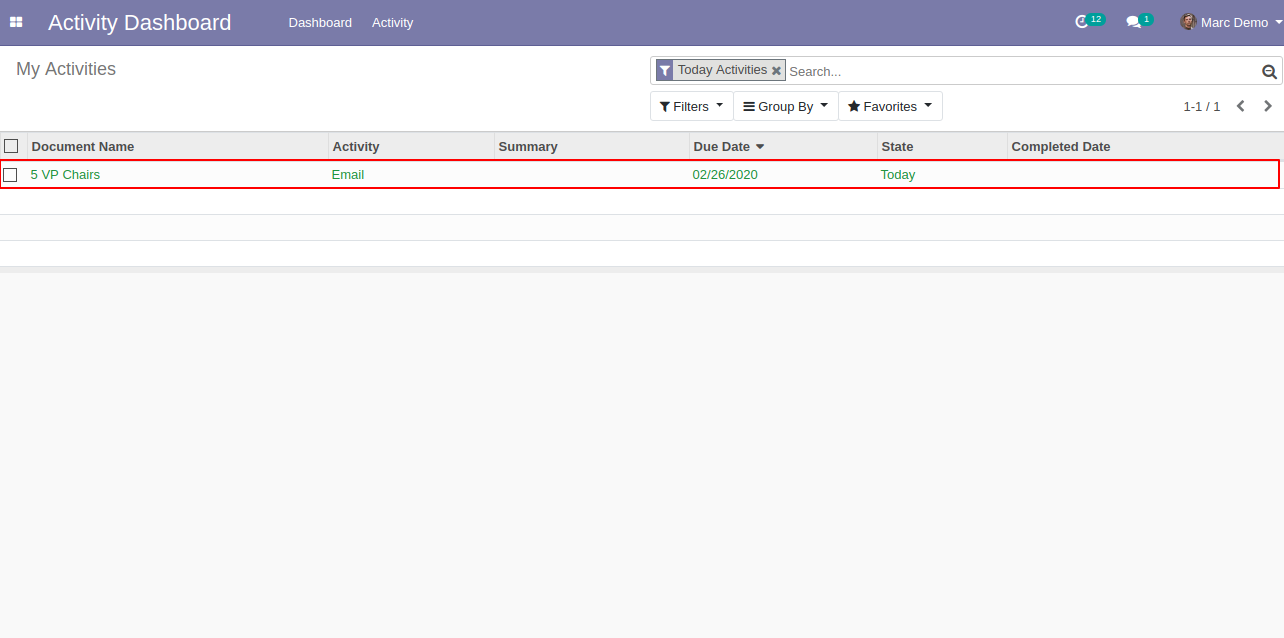 Activity Dashboard Dashboard Activity 12 1 Marc Demo
My Activities
Today Activities Search...
Filters Group By Favorites 1-1 / 1
Document Name Activity Summary Due Date State Completed Date
5 VP Chairs Email 02/26/2020 Today